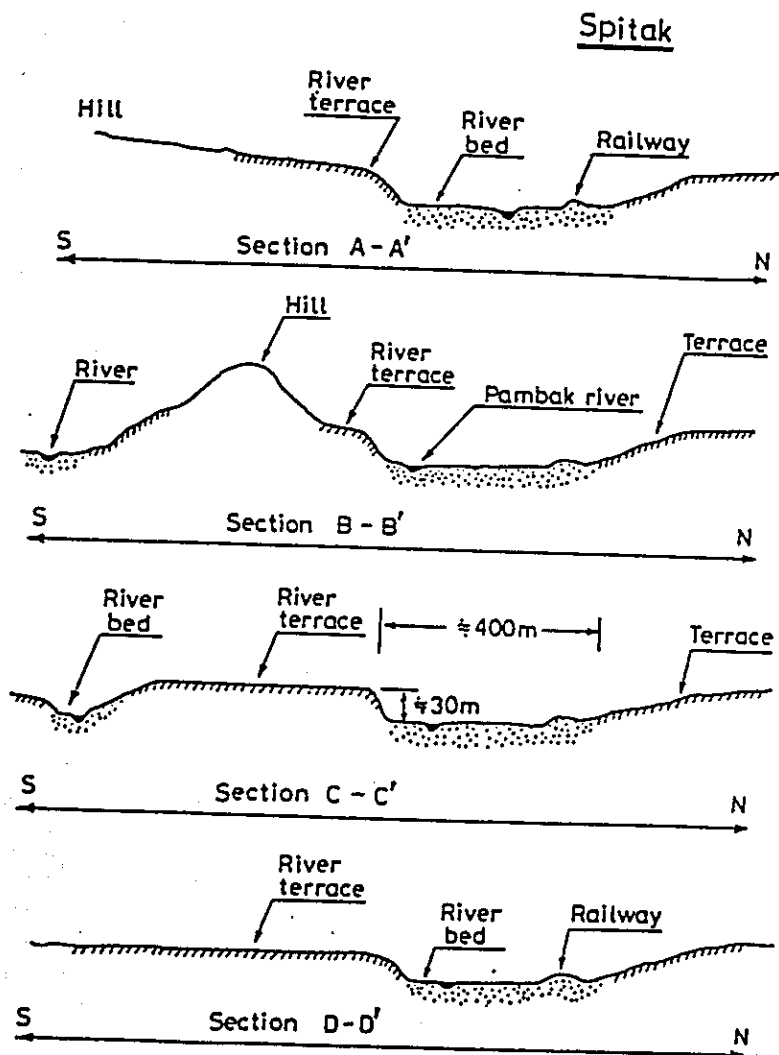 Spitak
Hill
River
terrace
River
bed
Railway
S
Section A - A'
N
Hill
River
River
terrace
Pambak river
Terrace
S
Section B - B'
N
River
bed
River
terrace
≒400m
Terrace
≒30m
S
Section C - C'
N
River
terrace
River
bed
Railway
S
Section D - D'
N